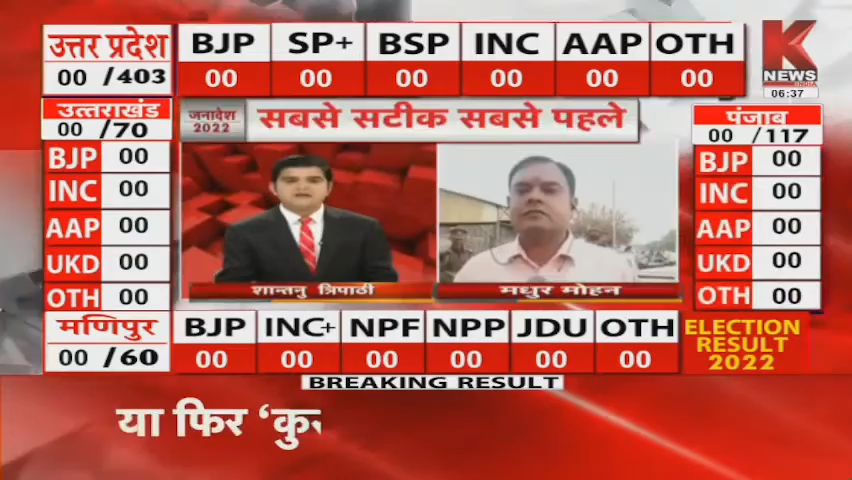 उत्तर प्रदेश
00 /403
BJP SP+ BSP INC AAP OTH
00 00 00 00 00 00
K NEWS INDIA
06:37
उत्तराखंड
00 /70
BJP 00
INC 00
AAP 00
UKD 00
OTH 00
जनादेश 2022
सबसे सटीक सबसे पहले
शान्तनु त्रिपाठी
मधुर मोहन
पंजाब
00 /117
BJP 00
INC 00
AAP 00
UKD 00
OTH 00
मणिपुर
00 /60
BJP INC+ NPF NPP JDU OTH
00 00 00 00 00 00
ELECTION
RESULT
2022
BREAKING RESULT
या फिर